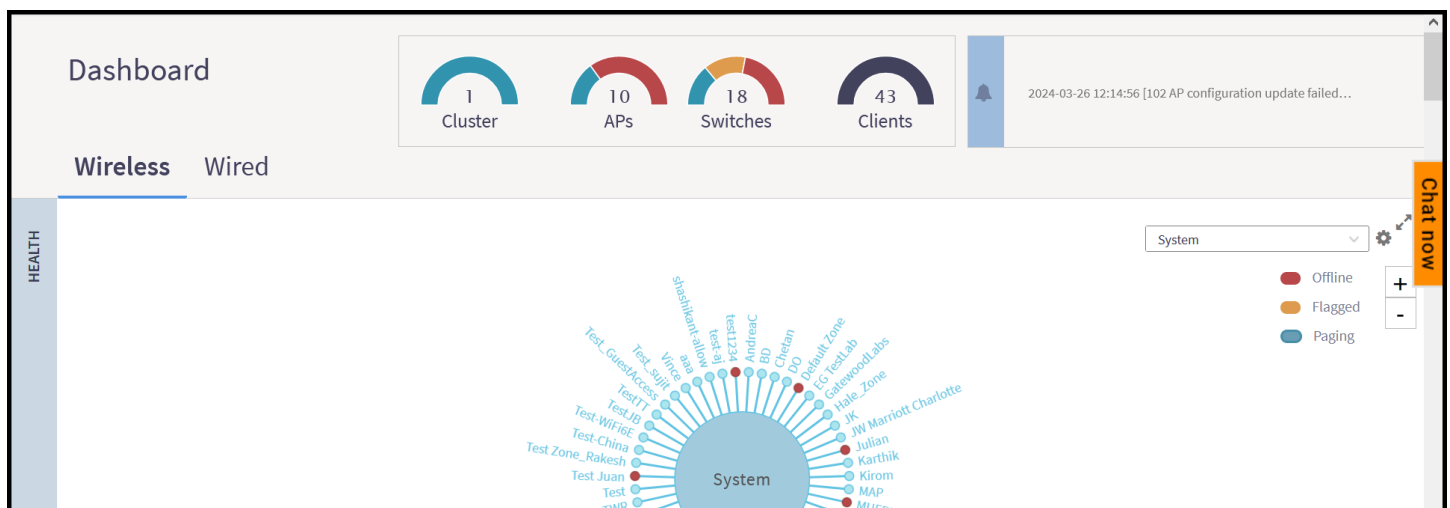 Dashboard
1
Cluster
10
APs
18
Switches
43
Clients
2024-03-26 12:14:56 [102 AP configuration update failed...
Wireless
Wired
Chat now
HEALTH
System
Offline
Flagged
Paging
+
-
Test
Test Juan
Test Zone_Rakesh
Test-China
Test-WiFi6E
TestJB
TestTT
Test_GuestAccess
Test_sujit
Vince
aaa
shashikant-allow
test-aj
test1234
AndreaC
BD
Chetan
DO
Default Zone
EG TestLab
GatewoodLabs
Hale_Zone
JK
JW Marriott Charlotte
Julian
Karthik
Kirom
MAP
System